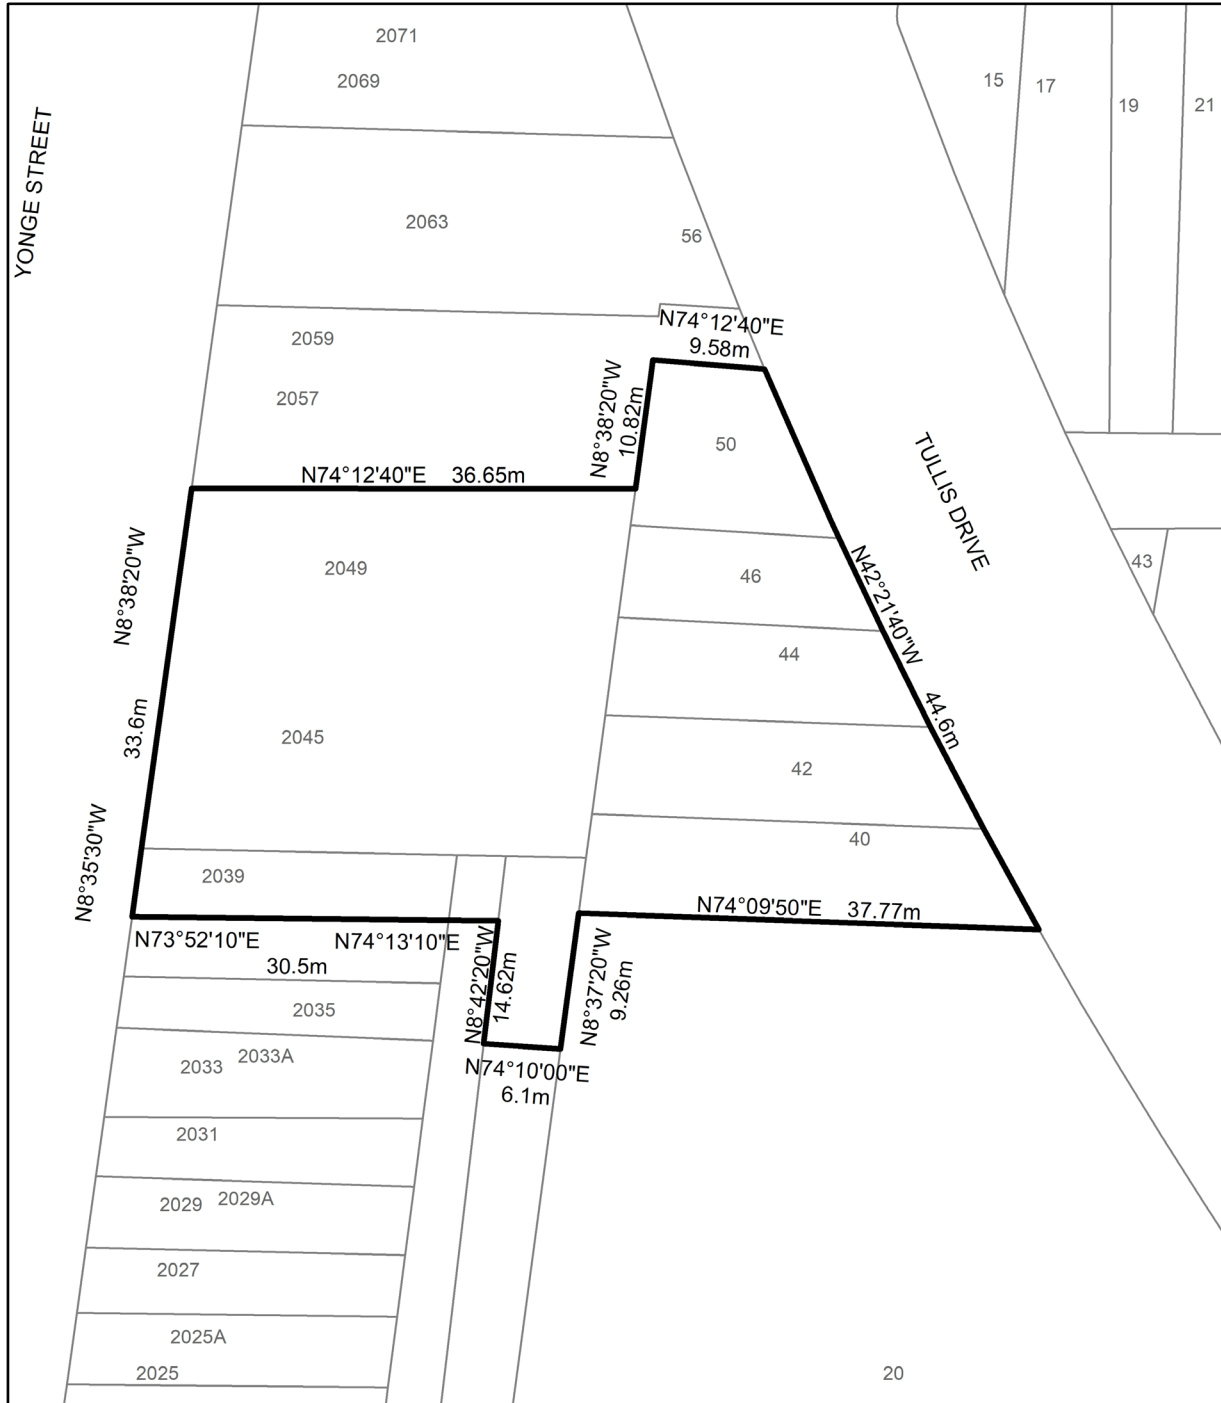 2071
2069
15
17
19
21
YONGE STREET
2063
56
2059
N74°12'40"E
9.58m
2057
N8°38'20"W
10.82m
50
N74°12'40"E 36.65m
TULLIS DRIVE
N8°38'20"W
2049
46
N42°21'40"W 44.6m
43
44
33.6m
2045
42
40
N8°35'30"W
2039
N74°09'50"E 37.77m
N73°52'10"E N74°13'10"E
30.5m
N8°42'20"W
14.62m
N8°37'20"W
9.26m
2035
2033A
2033
N74°10'00"E
6.1m
2031
2029A
2029
2027
2025A
2025
20